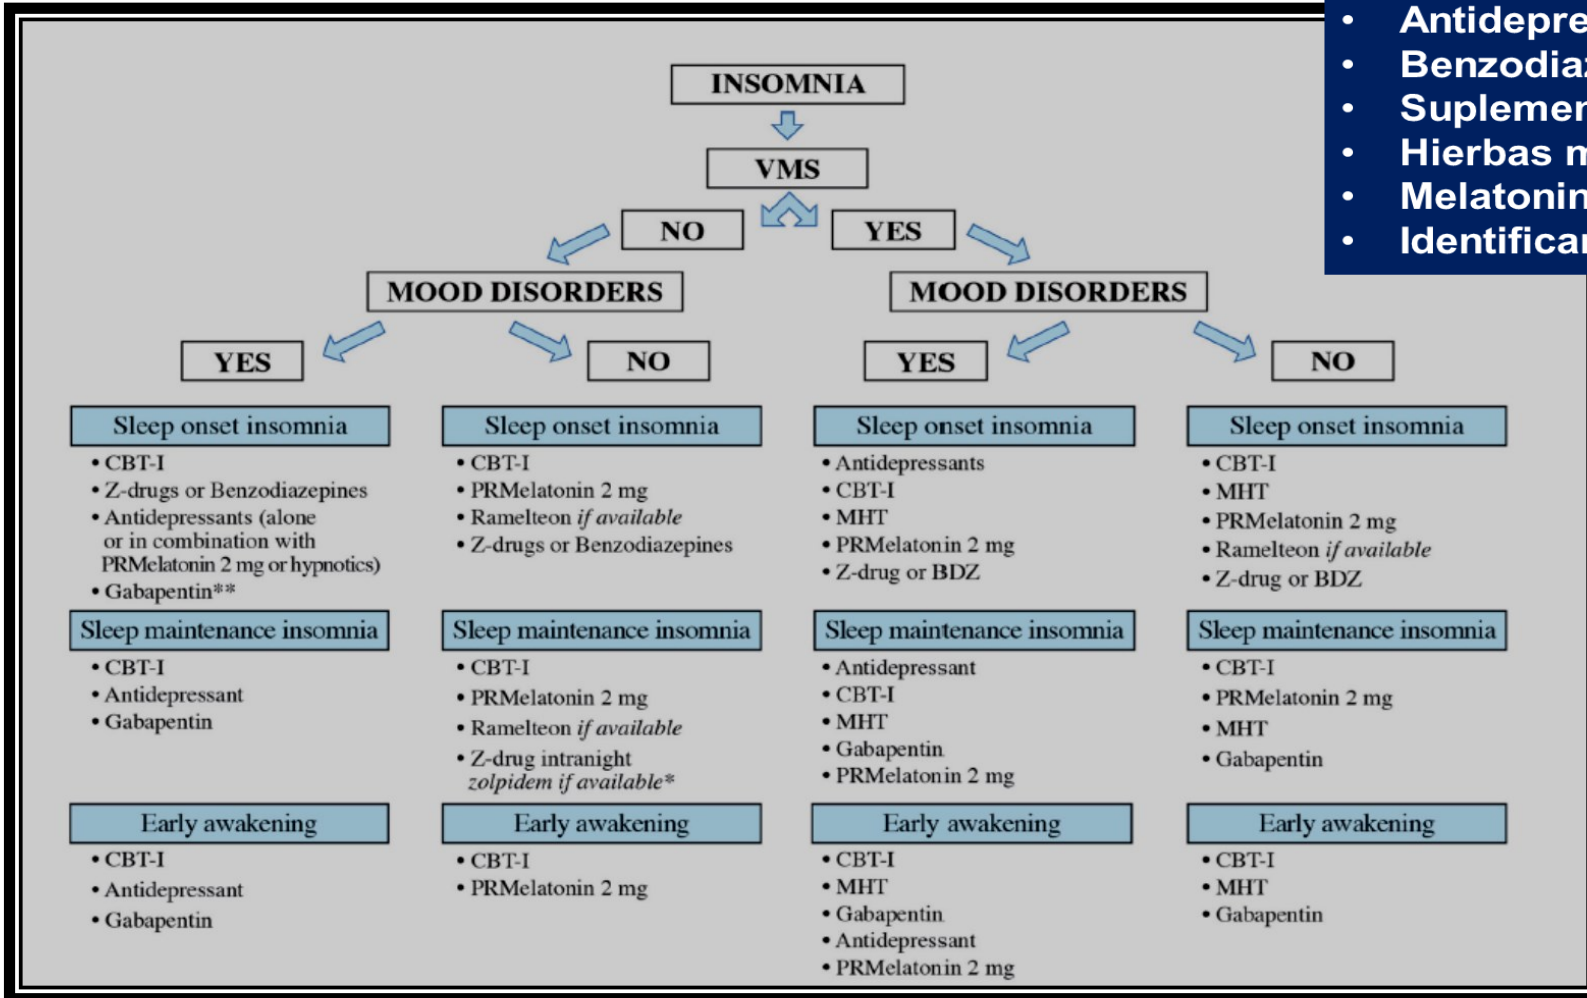 • Antidepre
• Benzodia
• Suplemen
• Hierbas m
• Melatonin
• Identifica
INSOMNIA
VMS
NO
YES
MOOD DISORDERS
MOOD DISORDERS
YES
NO
YES
NO
Sleep onset insomnia
• CBT-I
• Z-drugs or Benzodiazepines
• Antidepressants (alone
or in combination with
PRMelatonin 2 mg or hypnotics)
• Gabapentin**
Sleep maintenance insomnia
• CBT-I
• Antidepressant
• Gabapentin
Early awakening
• CBT-I
• Antidepressant
• Gabapentin
Sleep onset insomnia
• CBT-I
• PRMelatonin 2 mg
• Ramelteon if available
• Z-drugs or Benzodiazepines
Sleep maintenance insomnia
• CBT-I
• PRMelatonin 2 mg
• Ramelteon if available
• Z-drug intranight
zolpidem if available*
Early awakening
• CBT-I
• PRMelatonin 2 mg
Sleep onset insomnia
• Antidepressants
• CBT-I
• MHT
• PRMelatonin 2 mg
• Z-drug or BDZ
Sleep maintenance insomnia
• Antidepressant
• CBT-I
• MHT
• Gabapentin
• PRMelatonin 2 mg
Early awakening
• CBT-I
• MHT
• Gabapentin
• Antidepressant
• PRMelatonin 2 mg
Sleep onset insomnia
• CBT-I
• MHT
• PRMelatonin 2 mg
• Ramelteon if available
• Z-drug or BDZ
Sleep maintenance insomnia
• CBT-I
• PRMelatonin 2 mg
• MHT
• Gabapentin
Early awakening
• CBT-I
• MHT
• Gabapentin